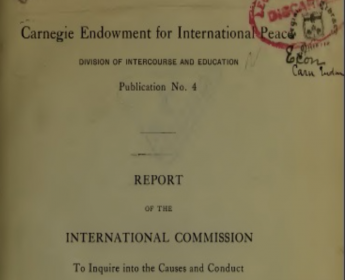 Carnegie Endowment for International Peace
DIVISION OF INTERCOURSE AND EDUCATION
Publication No. 4
REPORT
OF THE
INTERNATIONAL COMMISSION
To Inquire into the Causes and Conduct